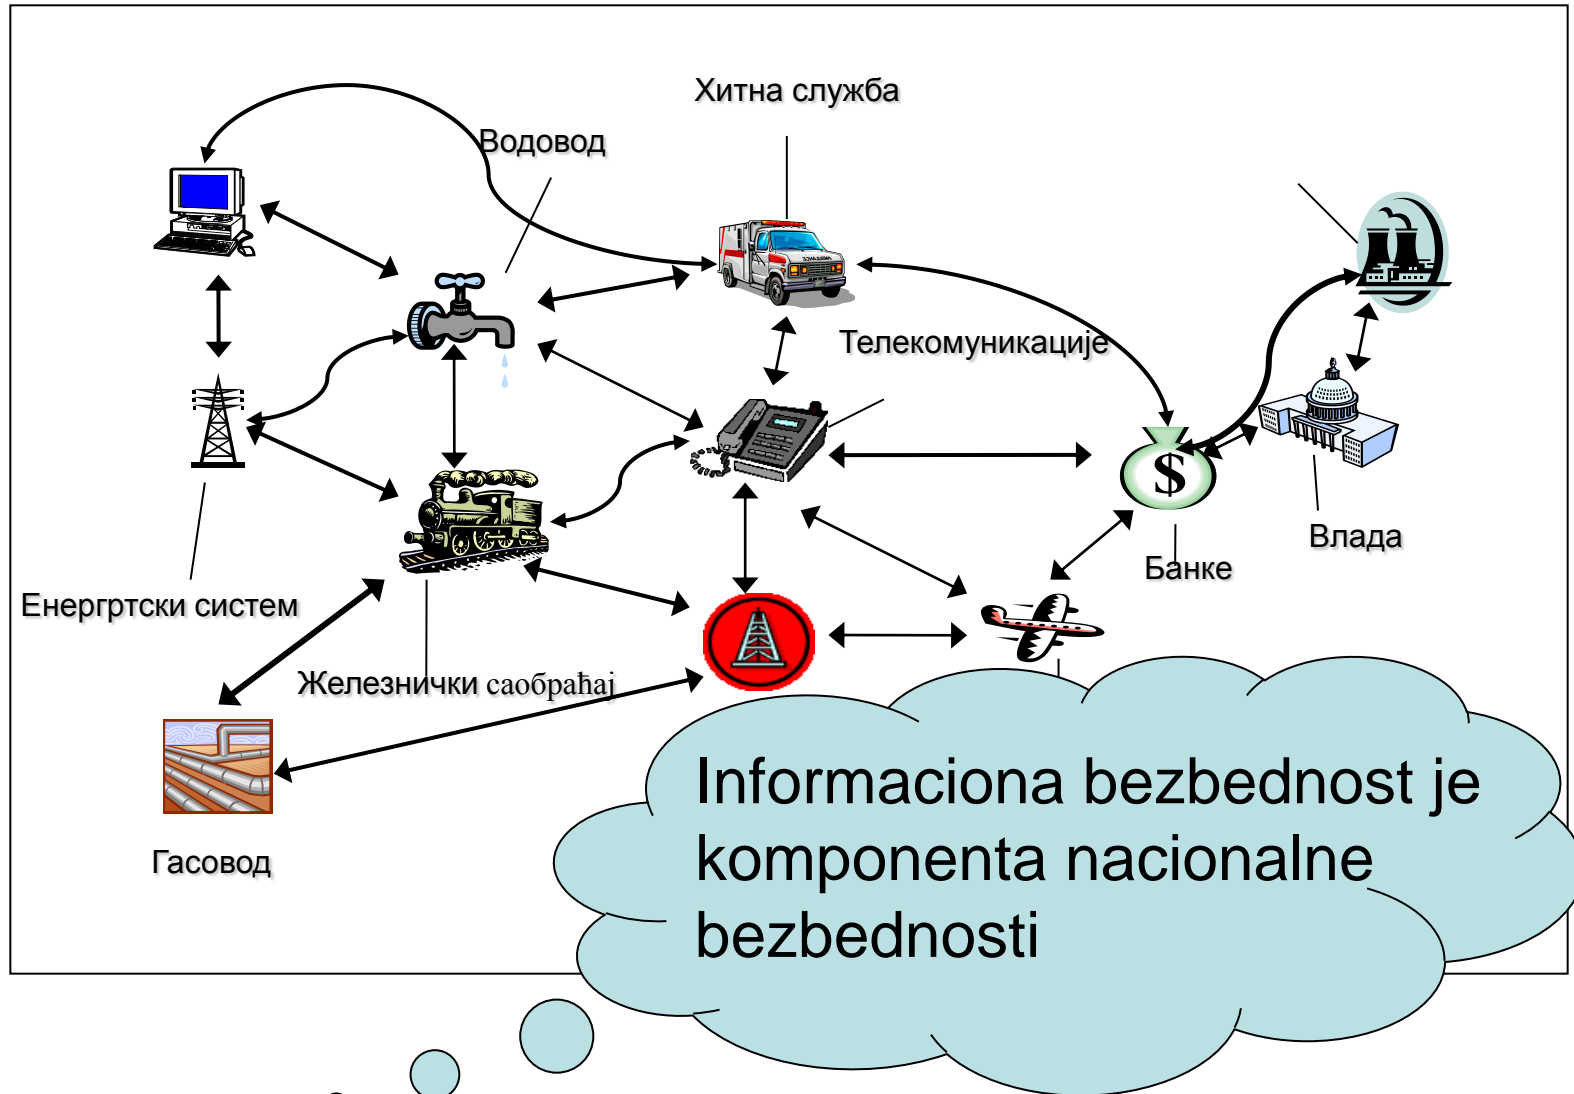 Хитна служба
Водовод
Телекомуникације
Влада
Банке
Енергртски систем
Железнички саобраћај
Гасовод
$
Informaciona bezbednost je
komponenta nacionalne
bezbednosti